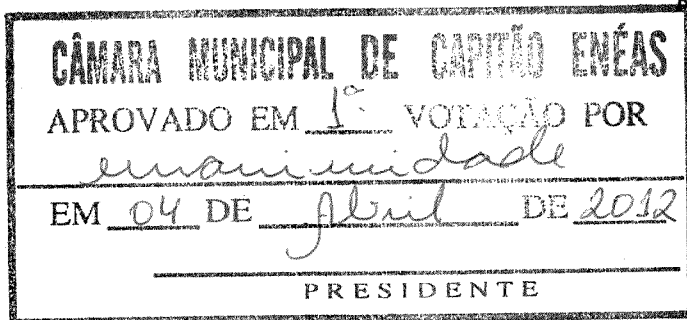 CÂMARA MUNICIPAL DE CAPITÃO ENÉAS
APROVADO EM 1ª VOTAÇÃO POR
unanimidade
EM 04 DE Abril DE 2012
PRESIDENTE